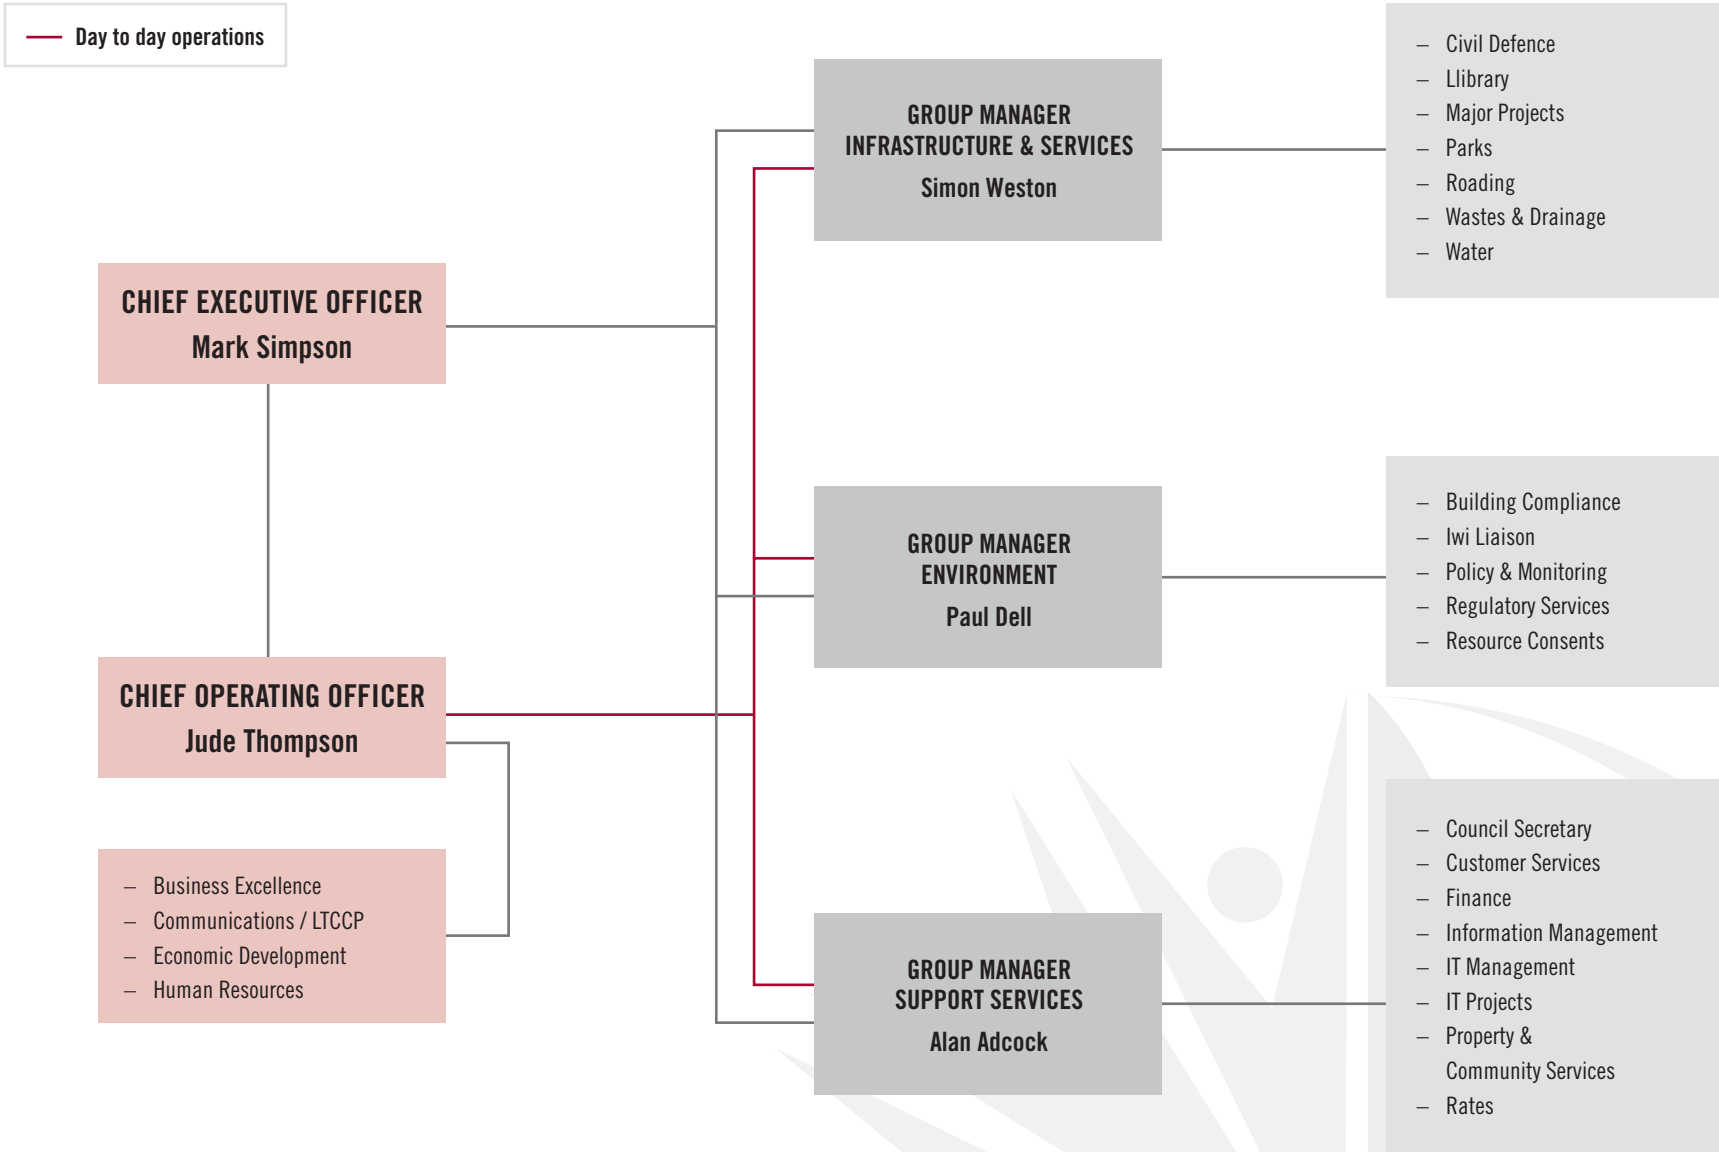 Day to day operations
CHIEF EXECUTIVE OFFICER
Mark Simpson
CHIEF OPERATING OFFICER
Jude Thompson
– Business Excellence
– Communications / LTCCP
– Economic Development
– Human Resources
GROUP MANAGER
INFRASTRUCTURE & SERVICES
Simon Weston
– Civil Defence
– Llibrary
– Major Projects
– Parks
– Roading
– Wastes & Drainage
– Water
GROUP MANAGER
ENVIRONMENT
Paul Dell
– Building Compliance
– Iwi Liaison
– Policy & Monitoring
– Regulatory Services
– Resource Consents
GROUP MANAGER
SUPPORT SERVICES
Alan Adcock
– Council Secretary
– Customer Services
– Finance
– Information Management
– IT Management
– IT Projects
– Property &
Community Services
– Rates